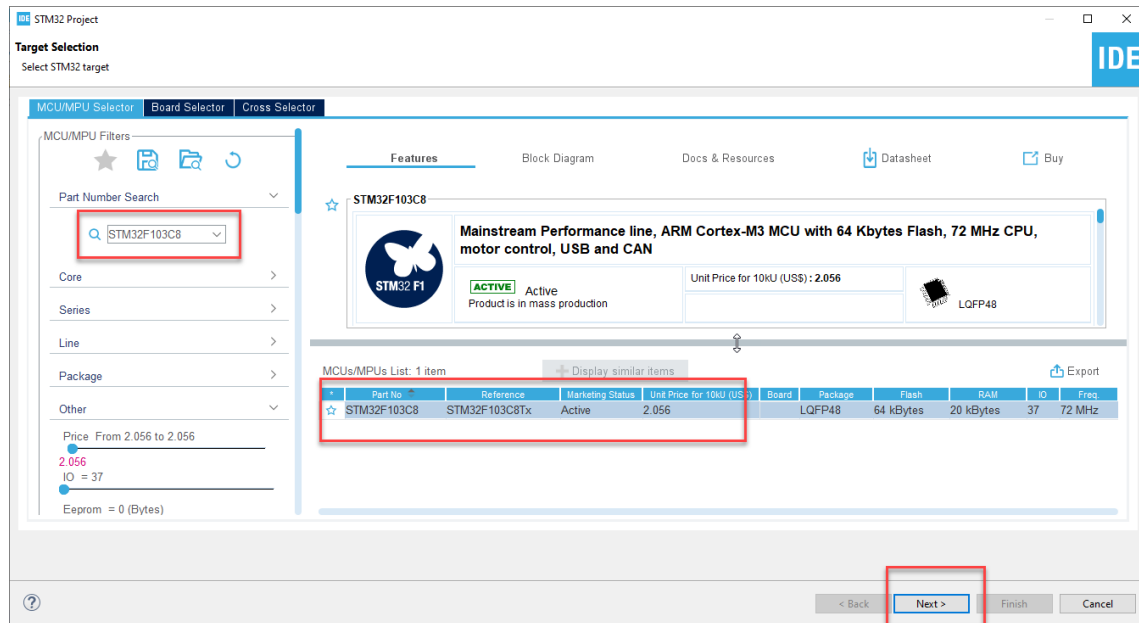 IDE STM32 Project
Target Selection
Select STM32 target
IDE
MCU/MPU Selector Board Selector Cross Selector
MCU/MPU Filters
Part Number Search
STM32F103C8
Core
Series
Line
Package
Other
Price From 2.056 to 2.056
2.056
IO = 37
Eeprom = 0 (Bytes)
Features Block Diagram Docs & Resources Datasheet Buy
STM32F103C8
STM32 F1
Mainstream Performance line, ARM Cortex-M3 MCU with 64 Kbytes Flash, 72 MHz CPU,
motor control, USB and CAN
ACTIVE Active
Product is in mass production
Unit Price for 10kU (US$) : 2.056
LQFP48
MCUs/MPUs List: 1 item + Display similar items Export
* Part No Reference Marketing Status Unit Price for 10kU (US$) Board Package Flash RAM IO Freq.
STM32F103C8 STM32F103C8Tx Active 2.056 LQFP48 64 kBytes 20 kBytes 37 72 MHz
? < Back Next > Finish Cancel